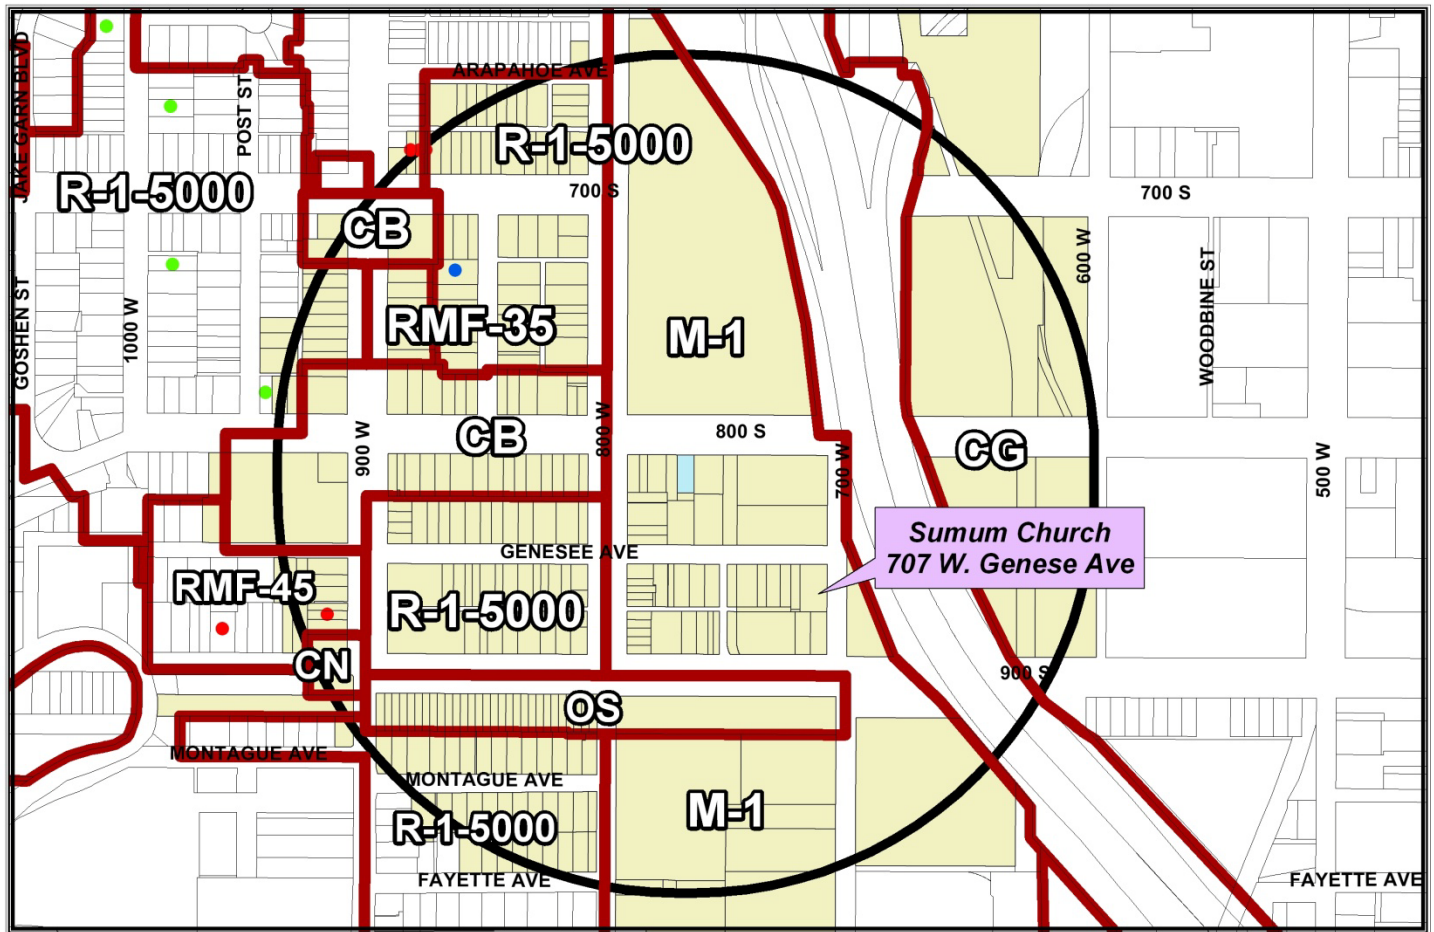 JAKE GARN BLVD
POST ST
ARAPAHOE AVE
R-1-5000
R-1-5000
700 S
700 S
CB
600 W
WOODBINE ST
GOSHEN ST
1000 W
RMF-35
M-1
900 W
CB
800 W
800 S
700 W
CG
500 W
Sumum Church
707 W. Genese Ave
GENESEE AVE
RMF-45
R-1-5000
CN
900 S
OS
MONTAGUE AVE
MONTAGUE AVE
R-1-5000
M-1
FAYETTE AVE
FAYETTE AVE